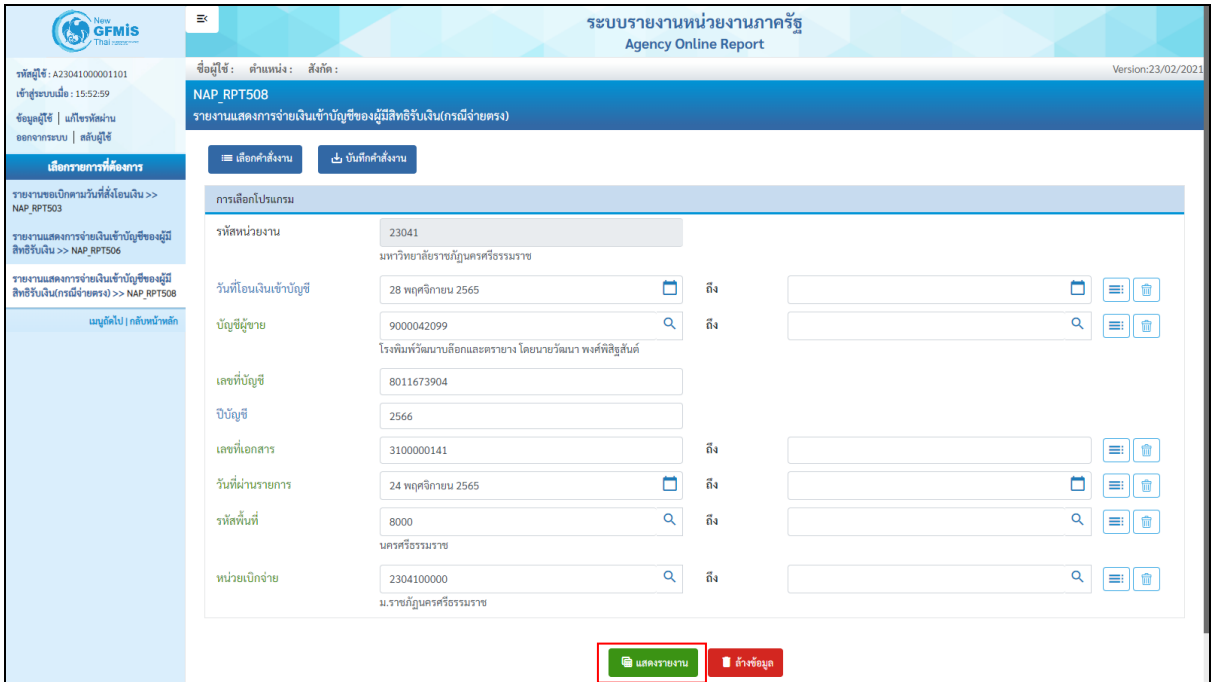 New
GFMIS
Thai
ระบบรายงานหน่วยงานภาครัฐ
Agency Online Report
รหัสผู้ใช้ : A23041000001101
เข้าสู่ระบบเมื่อ : 15:52:59
ข้อมูลผู้ใช้ | แก้ไขรหัสผ่าน
ออกจากระบบ | สลับผู้ใช้
เลือกรายการที่ต้องการ
รายงานขอเบิกตามวันที่สั่งโอนเงิน >>
NAP_RPT503
รายงานแสดงการจ่ายเงินเข้าบัญชีของผู้มี
สิทธิรับเงิน >> NAP_RPT506
รายงานแสดงการจ่ายเงินเข้าบัญชีของผู้มี
สิทธิรับเงิน(กรณีจ่ายตรง) >> NAP_RPT508
เมนูถัดไป | กลับหน้าหลัก
ชื่อผู้ใช้ : ตำแหน่ง : สังกัด : Version:23/02/2021
NAP_RPT508
รายงานแสดงการจ่ายเงินเข้าบัญชีของผู้มีสิทธิรับเงิน(กรณีจ่ายตรง)
เลือกคำสั่งงาน บันทึกคำสั่งงาน
การเลือกโปรแกรม
รหัสหน่วยงาน 23041
มหาวิทยาลัยราชภัฏนครศรีธรรมราช
วันที่โอนเงินเข้าบัญชี 28 พฤศจิกายน 2565 ถึง
บัญชีผู้ขาย 9000042099 ถึง
โรงพิมพ์วัฒนาบล๊อกและตรายาง โดยนายวัฒนา พงศ์พิสิฐสันต์
เลขที่บัญชี 8011673904
ปีบัญชี 2566
เลขที่เอกสาร 3100000141 ถึง
วันที่ผ่านรายการ 24 พฤศจิกายน 2565 ถึง
รหัสพื้นที่ 8000 ถึง
นครศรีธรรมราช
หน่วยเบิกจ่าย 2304100000 ถึง
ม.ราชภัฏนครศรีธรรมราช
แสดงรายงาน ล้างข้อมูล